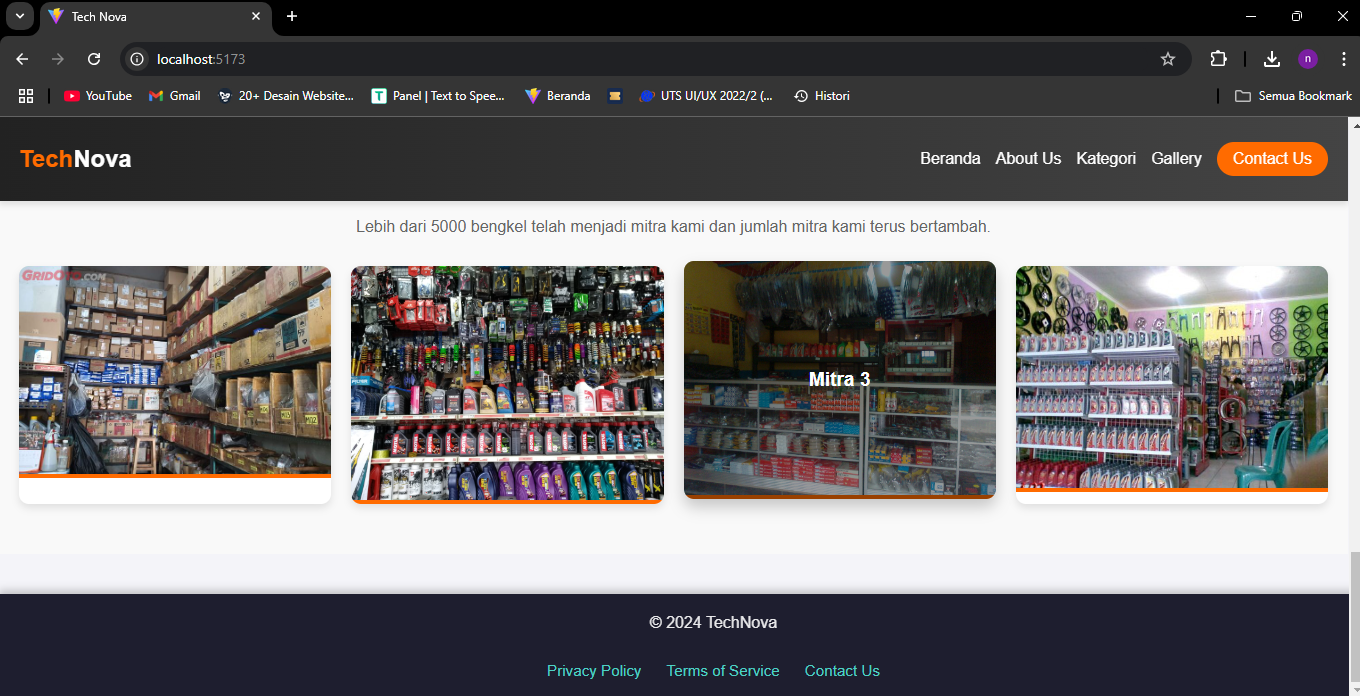 Tech Nova
localhost:5173
n
YouTube
Gmail
20+ Desain Website...
Panel | Text to Spee...
Beranda
UTS UI/UX 2022/2 (...
Histori
Semua Bookmark
TechNova
Beranda
About Us
Kategori
Gallery
Contact Us
Lebih dari 5000 bengkel telah menjadi mitra kami dan jumlah mitra kami terus bertambah.
Mitra 3
© 2024 TechNova
Privacy Policy
Terms of Service
Contact Us